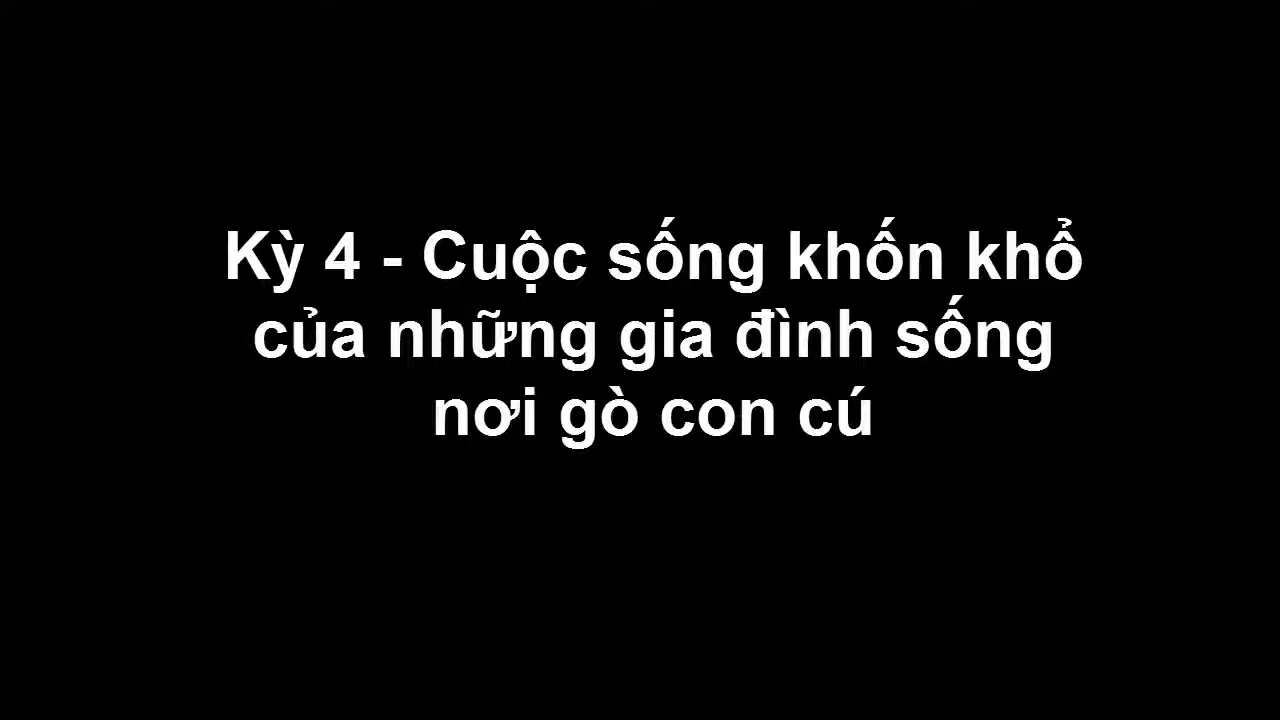 Kỳ 4 - Cuộc sống khốn khổ
của những gia đình sống
nơi gò con cú